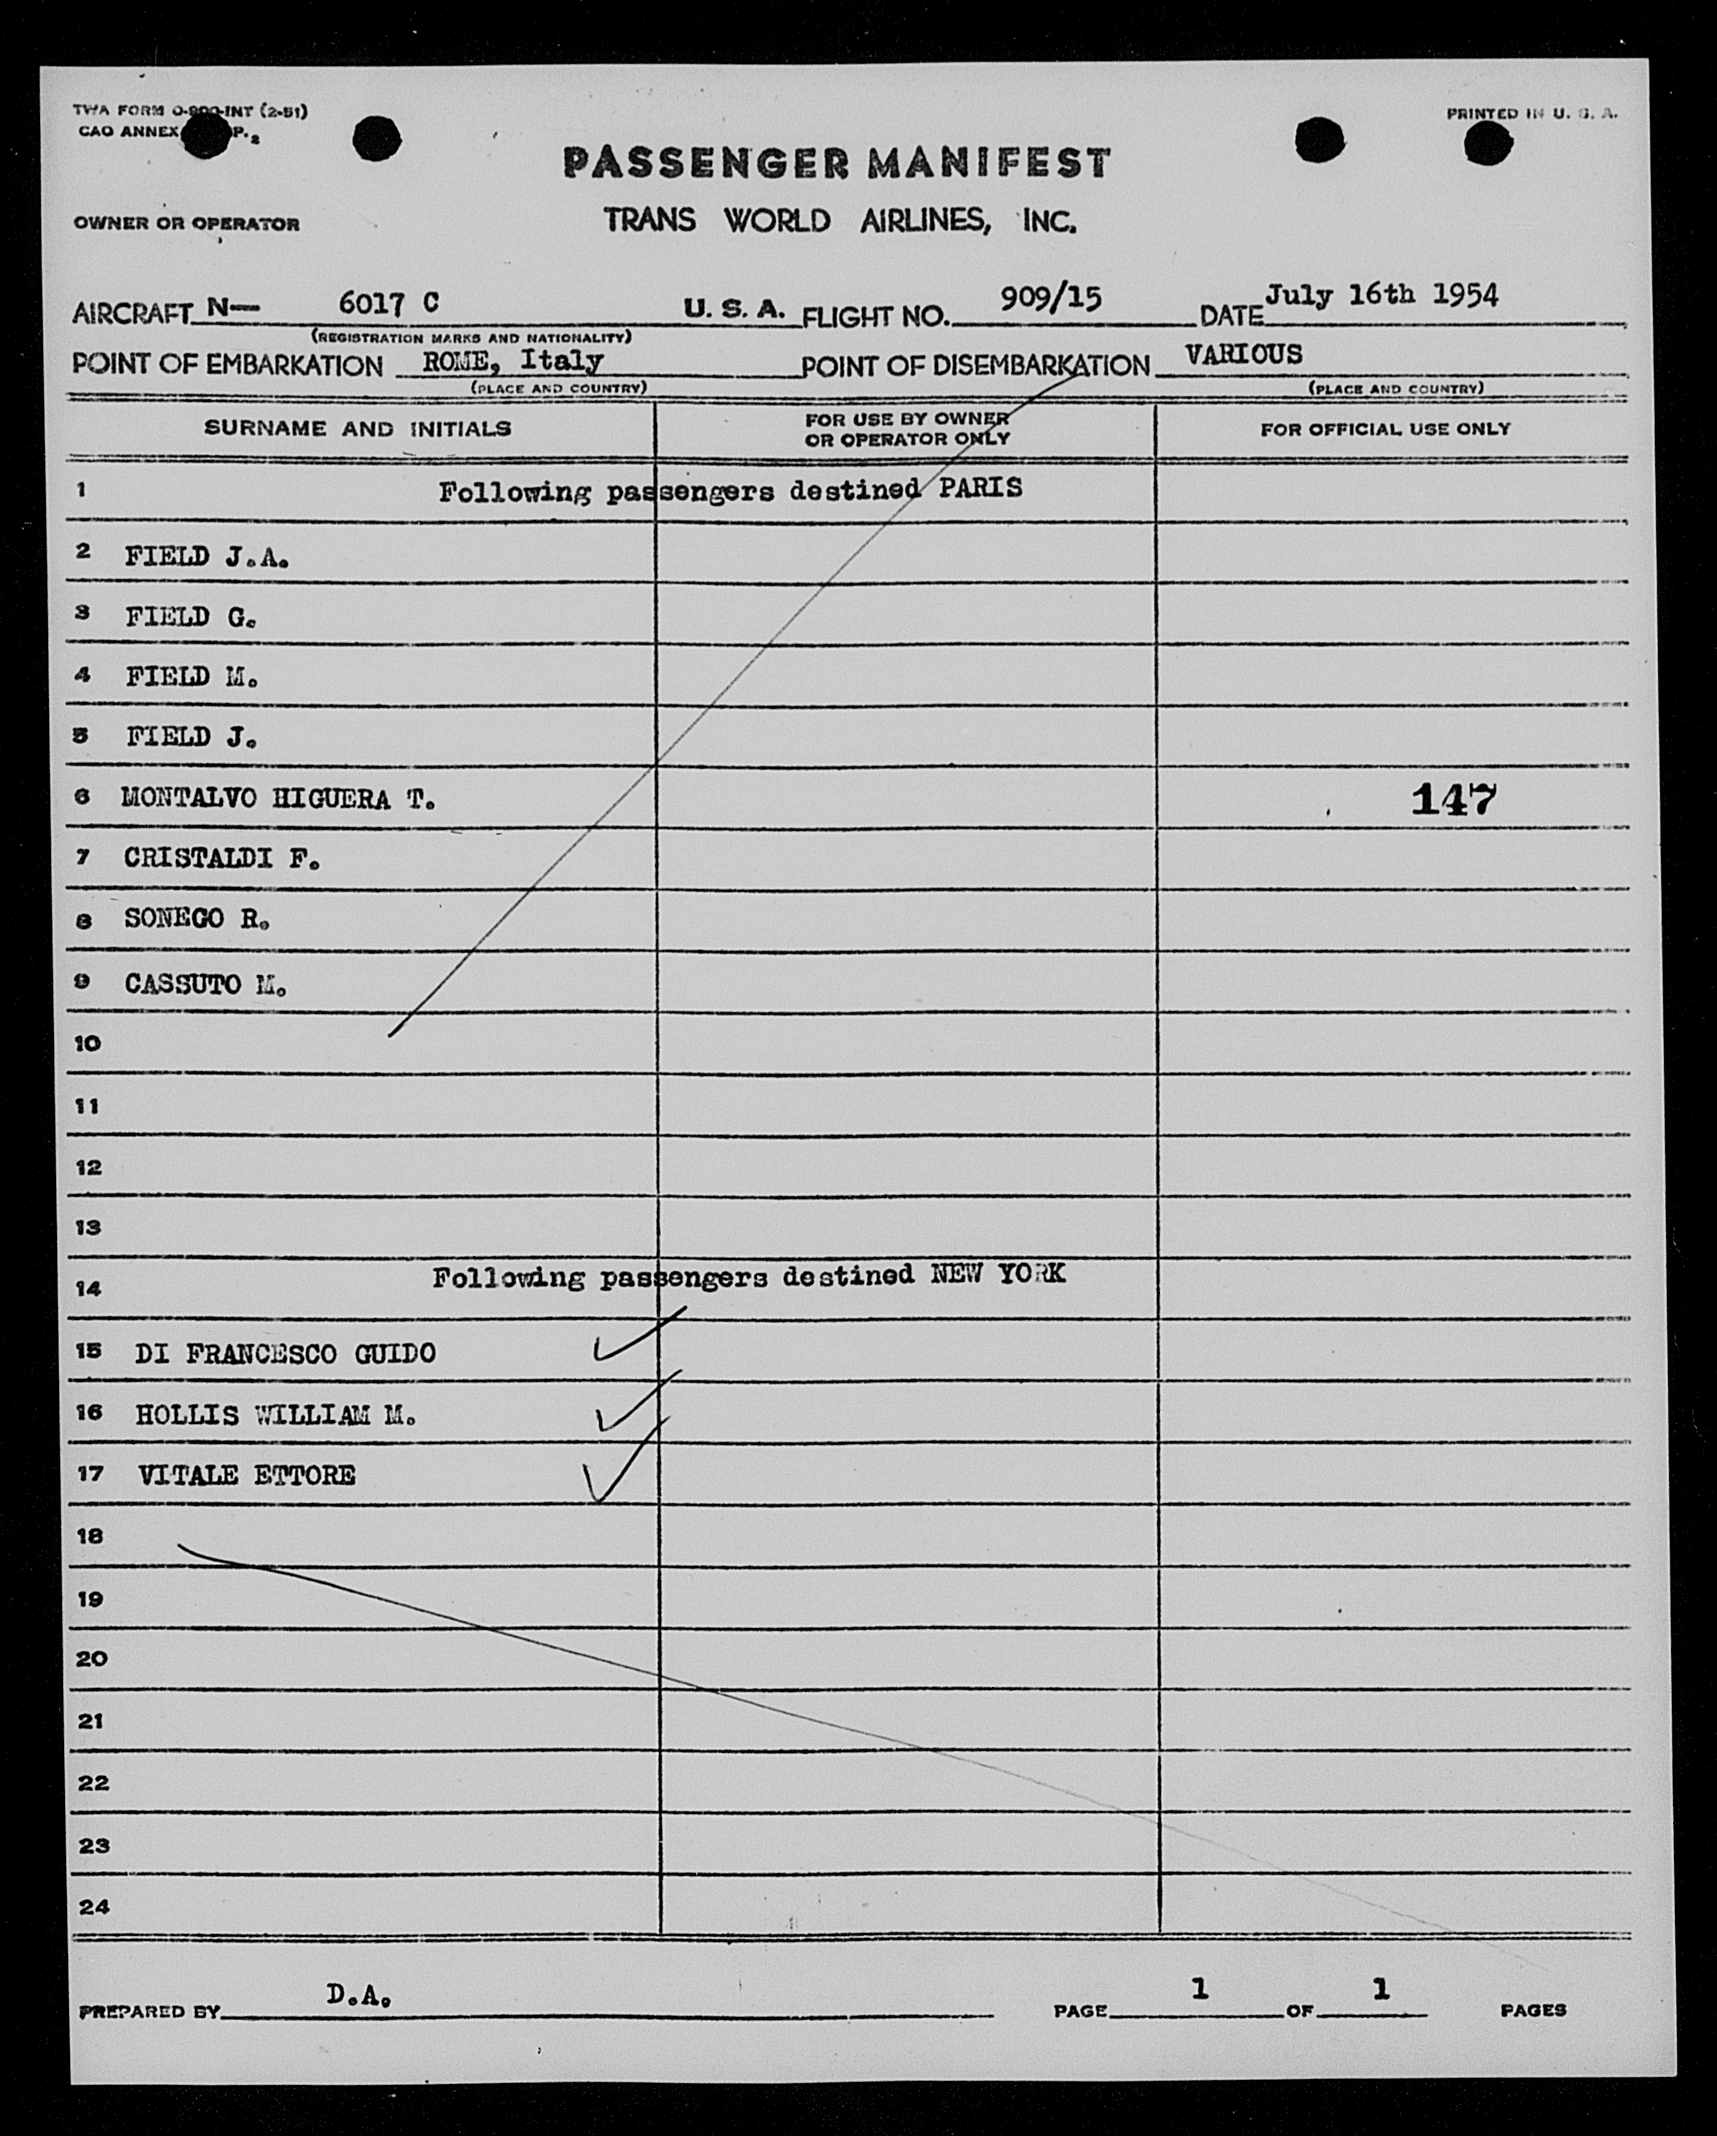 TWA FORM O-900-INT (2-51)
PRINTED IN U. S. A.
CAO ANNEX P.
PASSENGER MANIFEST
OWNER OR OPERATOR
TRANS WORLD AIRLINES, INC.
AIRCRAFT N— 6017 C U. S. A. FLIGHT NO. 909/15 DATE July 16th 1954
(REGISTRATION MARKS AND NATIONALITY)
POINT OF EMBARKATION ROME, Italy POINT OF DISEMBARKATION VARIOUS
(PLACE AND COUNTRY) (PLACE AND COUNTRY)
SURNAME AND INITIALS FOR USE BY OWNER OR OPERATOR ONLY FOR OFFICIAL USE ONLY
1 Following passengers destined PARIS
2 FIELD J.A.
3 FIELD G.
4 FIELD M.
5 FIELD J.
6 MONTALVO HIGUERA T. 147
7 CRISTALDI F.
8 SONEGO R.
9 CASSUTO M.
10
11
12
13
14 Following passengers destined NEW YORK
15 DI FRANCESCO GUIDO
16 HOLLIS WILLIAM M.
17 VITALE ETTORE
18
19
20
21
22
23
24
PREPARED BY D.A. PAGE 1 OF 1 PAGES